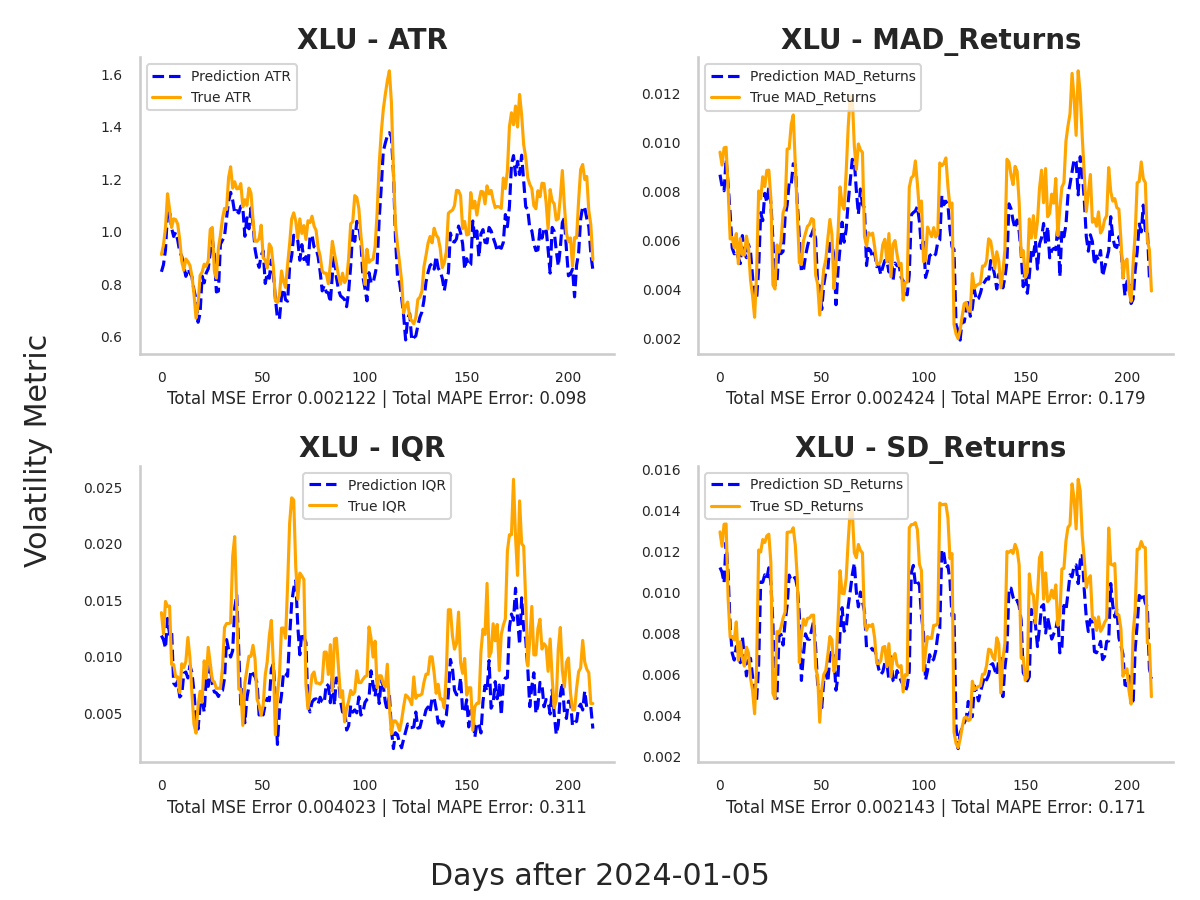 XLU - ATR
Prediction ATR
True ATR
1.6
1.4
1.2
1.0
0.8
0.6
0
50
100
150
200
Total MSE Error 0.002122 | Total MAPE Error: 0.098
XLU - MAD_Returns
Prediction MAD_Returns
True MAD_Returns
0.012
0.010
0.008
0.006
0.004
0.002
0
50
100
150
200
Total MSE Error 0.002424 | Total MAPE Error: 0.179
Volatility Metric
XLU - IQR
Prediction IQR
True IQR
0.025
0.020
0.015
0.010
0.005
0
50
100
150
200
Total MSE Error 0.004023 | Total MAPE Error: 0.311
XLU - SD_Returns
Prediction SD_Returns
True SD_Returns
0.016
0.014
0.012
0.010
0.008
0.006
0.004
0.002
0
50
100
150
200
Total MSE Error 0.002143 | Total MAPE Error: 0.171
Days after 2024-01-05